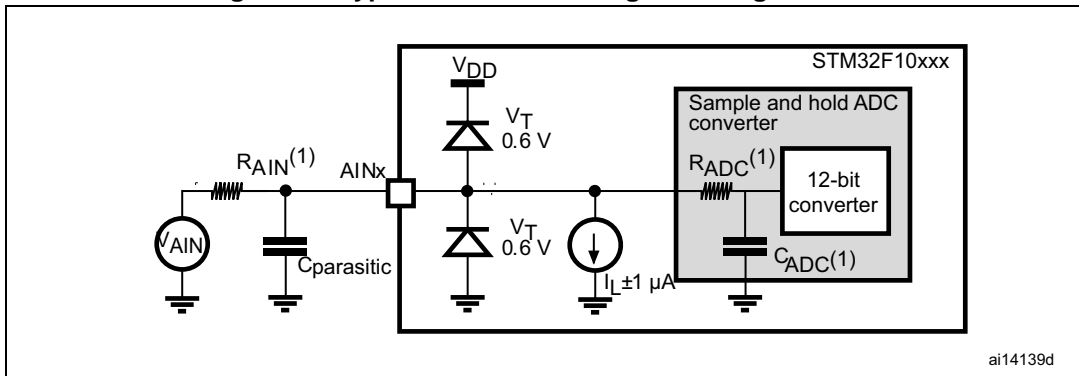 STM32F10xxx
VDD
Sample and hold ADC
converter
VT
0.6 V
RAIN(1)
AINx
RADC(1)
12-bit
converter
VAIN
Cparasitic
VT
0.6 V
IL±1 µA
CADC(1)
ai14139d